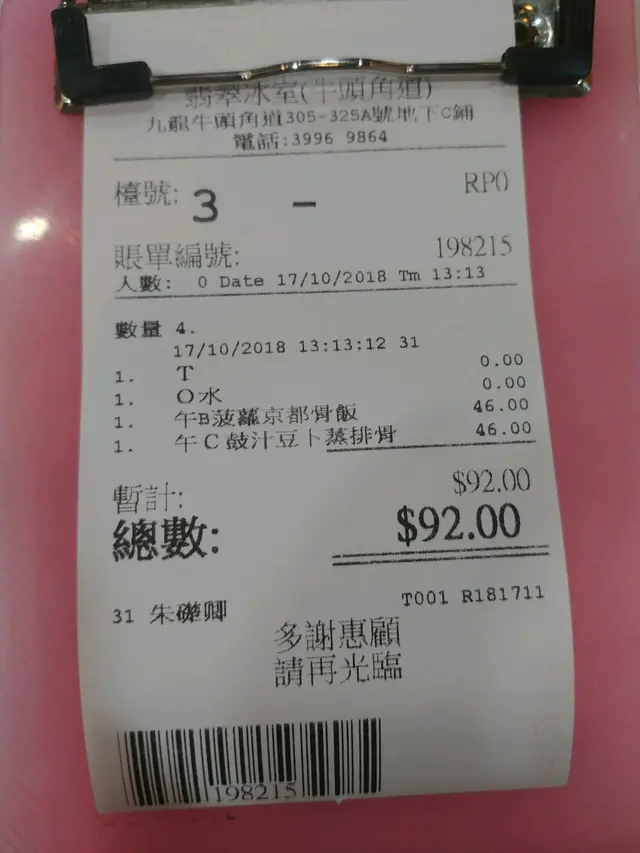 翡翠冰室(牛頭角道)
九龍牛頭角道305-325A號地下C鋪
電話:3996 9864
檯號: 3 - RP0
賬單編號: 198215
人數: 0 Date 17/10/2018 Tm 13:13
數量 4.
17/10/2018 13:13:12 31
1. T 0.00
1. O水 0.00
1. 午B菠蘿京都骨飯 46.00
1. 午C鼓汁豆卜蒸排骨 46.00
暫計: $92.00
總數: $92.00
31 朱礎卿 T001 R181711
多謝惠顧
請再光臨
198215